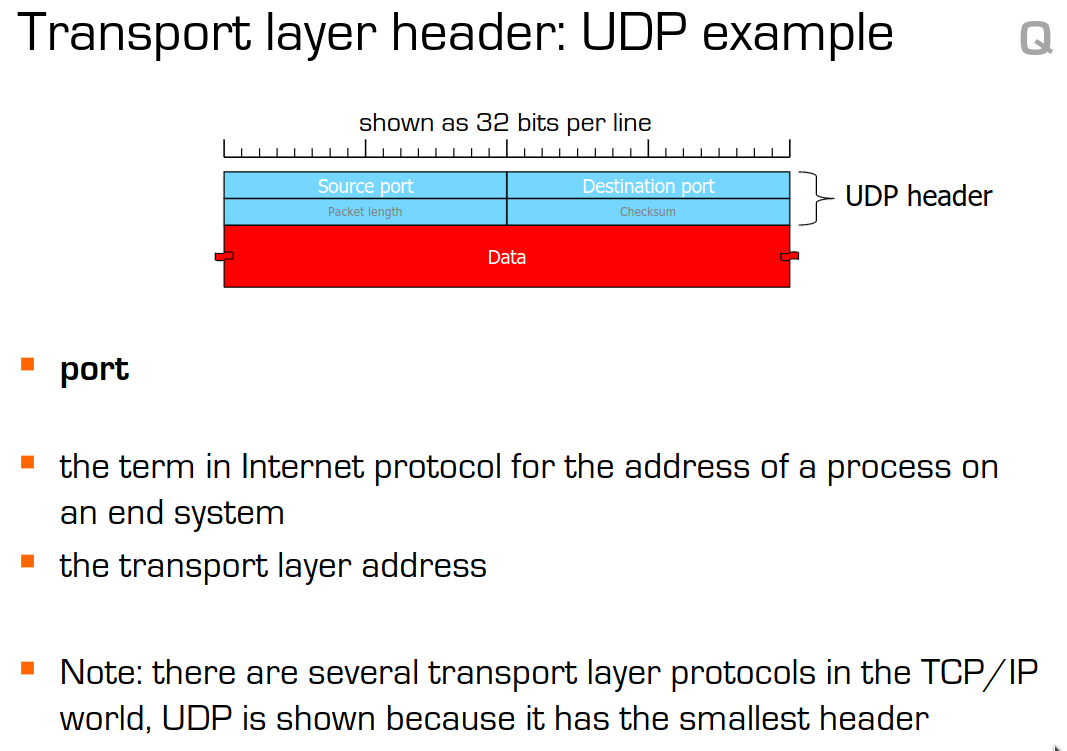 Transport layer header: UDP example
Q
shown as 32 bits per line
Source port
Destination port
UDP header
Packet length
Checksum
Data
port
the term in Internet protocol for the address of a process on
an end system
the transport layer address
Note: there are several transport layer protocols in the TCP/IP
world, UDP is shown because it has the smallest header